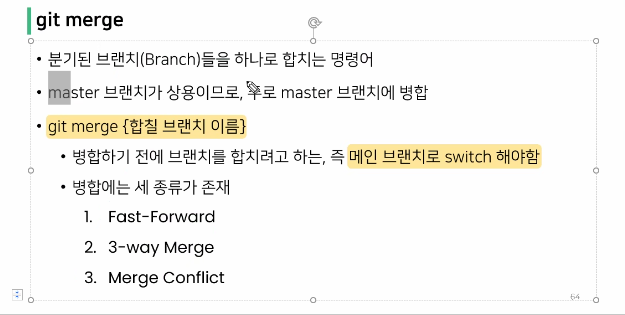 git merge
• 분기된 브랜치(Branch)들을 하나로 합치는 명령어
• master 브랜치가 상용이므로, 주로 master 브랜치에 병합
• git merge {합칠 브랜치 이름}
• 병합하기 전에 브랜치를 합치려고 하는, 즉 메인 브랜치로 switch 해야함
• 병합에는 세 종류가 존재
1. Fast-Forward
2. 3-way Merge
3. Merge Conflict
64